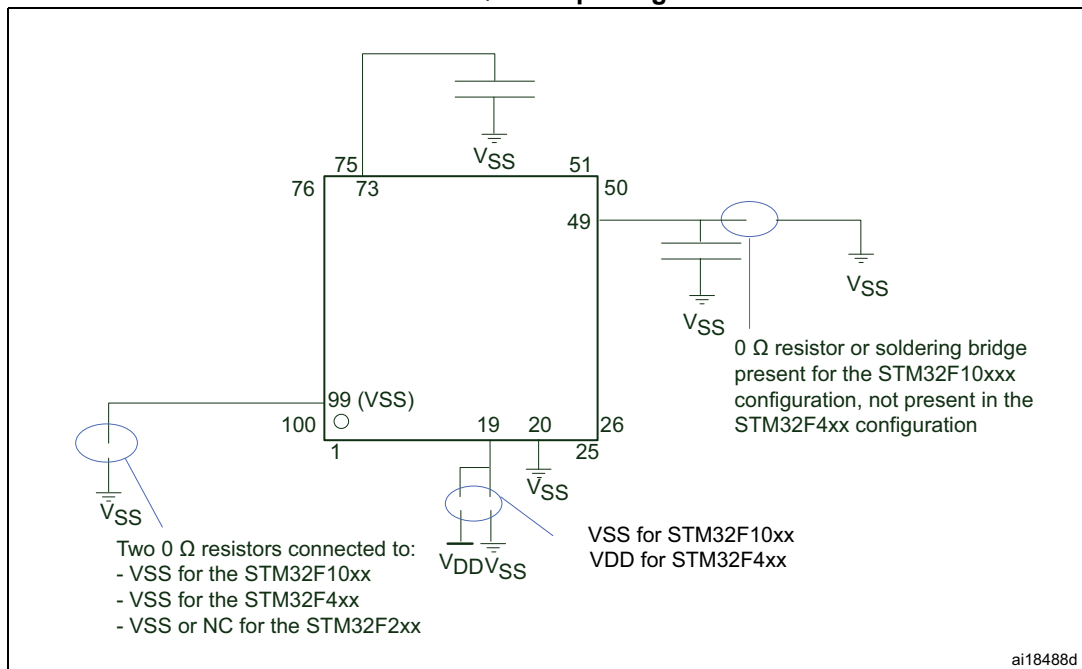 VSS
75
51
76
73
50
49
VSS
VSS
0 Ω resistor or soldering bridge
present for the STM32F10xxx
configuration, not present in the
STM32F4xx configuration
99 (VSS)
100
19
20
26
1
25
VSS
VSS
VDD VSS
VSS for STM32F10xx
VDD for STM32F4xx
Two 0 Ω resistors connected to:
- VSS for the STM32F10xx
- VSS for the STM32F4xx
- VSS or NC for the STM32F2xx
ai18488d